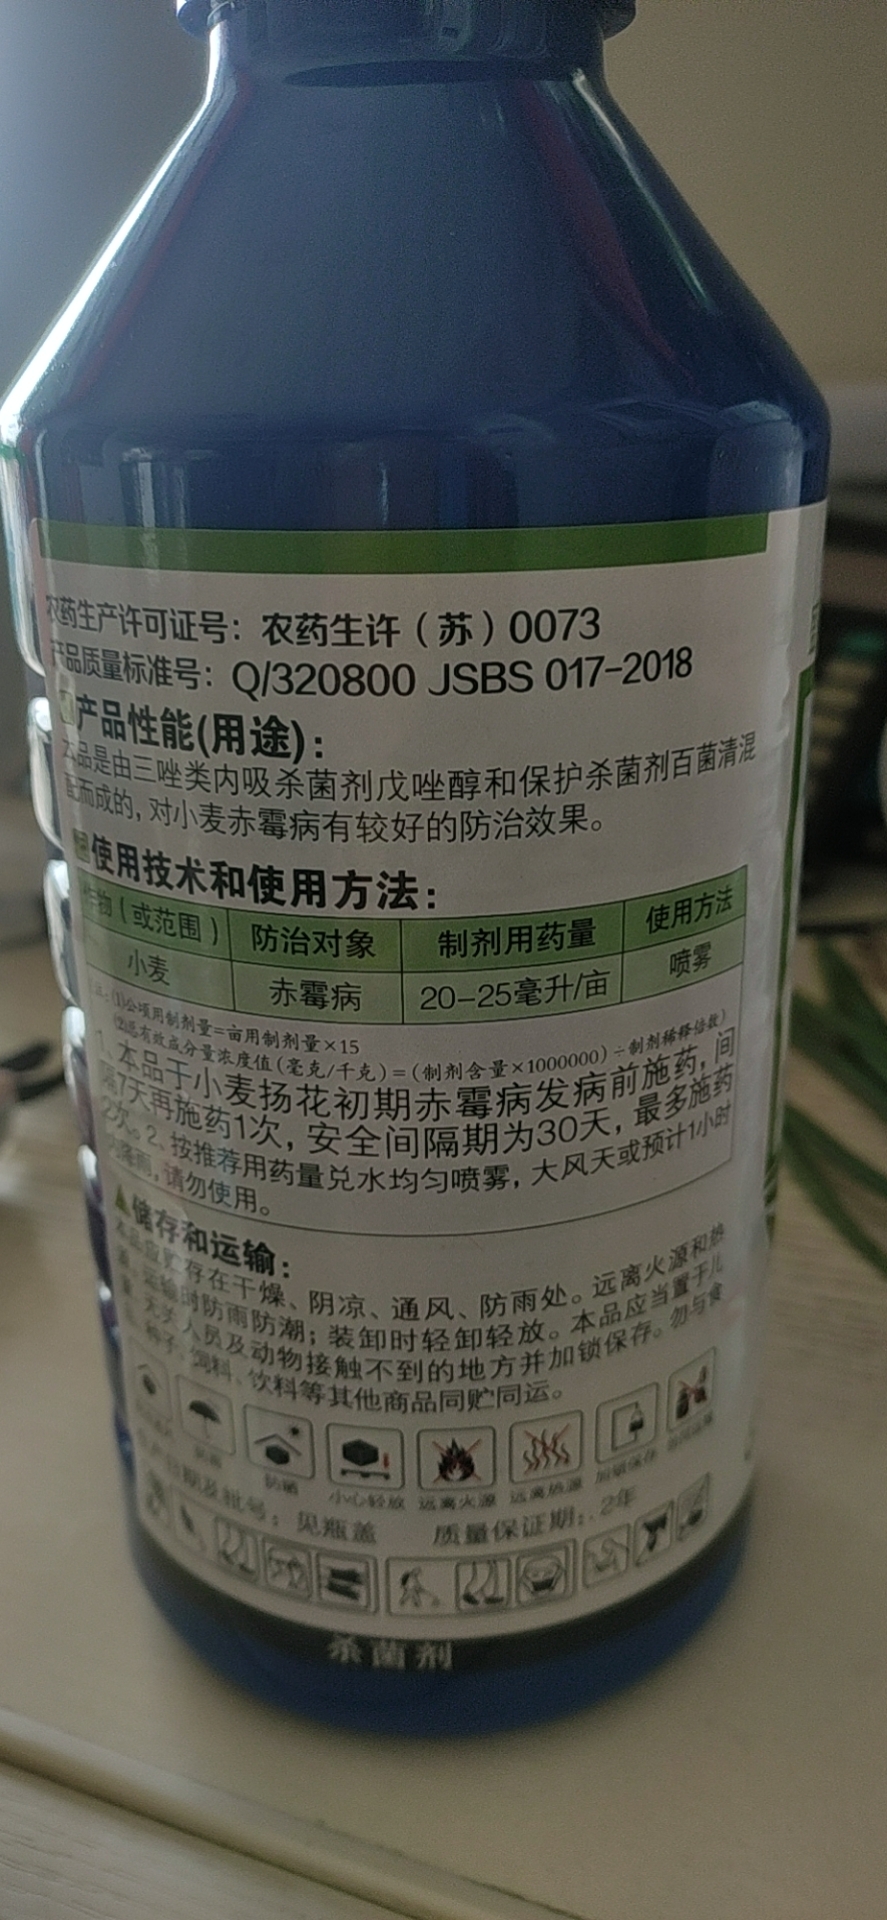 农药生产许可证号：农药生许（苏）0073
产品质量标准号：Q/320800 JSBS 017-2018
产品性能(用途)：
本品是由三唑类内吸杀菌剂戊唑醇和保护杀菌剂百菌清混
配而成的，对小麦赤霉病有较好的防治效果。
使用技术和使用方法：
作物（或范围） 防治对象 制剂用药量 使用方法
小麦 赤霉病 20-25毫升/亩 喷雾
注：(1)公顷用制剂量=亩用制剂量×15
(2)总有效成分量浓度值(毫克/千克)=(制剂含量×1000000)÷制剂稀释倍数)
1、本品于小麦扬花初期赤霉病发病前施药，间
隔7天再施药1次，安全间隔期为30天，最多施药
2次。2、按推荐用药量兑水均匀喷雾，大风天或预计1小时
内降雨，请勿使用。
储存和运输：
本品应贮存在干燥、阴凉、通风、防雨处。远离火源和热
源，运输时防雨防潮；装卸时轻卸轻放。本品应当置于儿
童、无关人员及动物接触不到的地方并加锁保存。勿与食
品、种子、饲料、饮料等其他商品同贮同运。
防晒 小心轻放 远离火源 远离热源 加锁保存
生产日期及批号：见瓶盖 质量保证期：2年
杀菌剂